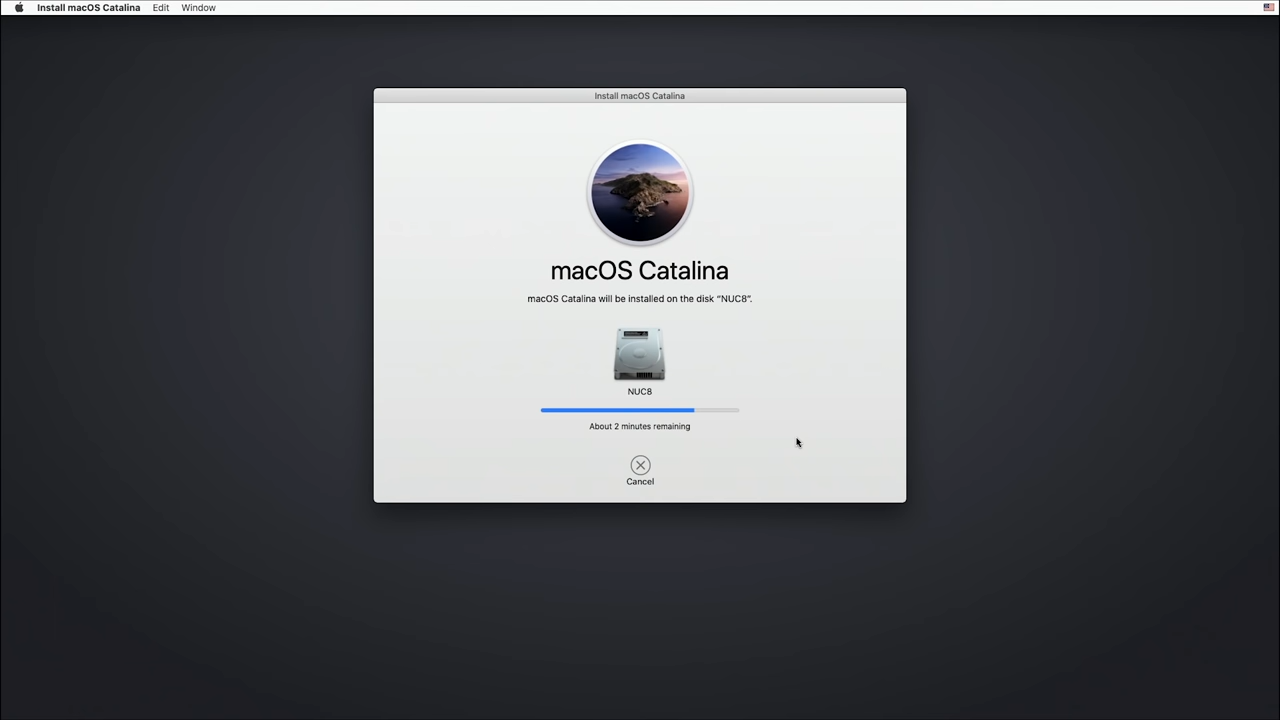 Install macOS Catalina Edit Window
Install macOS Catalina
macOS Catalina
macOS Catalina will be installed on the disk “NUC8”.
NUC8
About 2 minutes remaining
Cancel